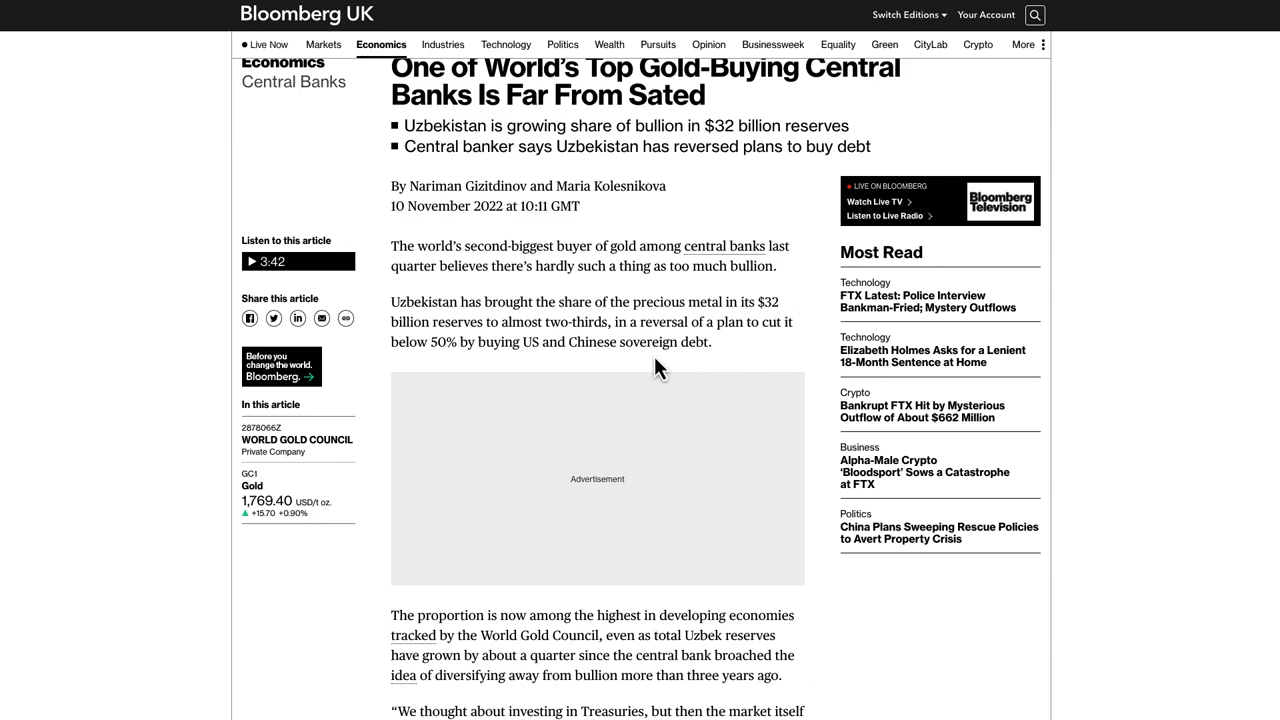 Bloomberg UK
Switch Editions
Your Account
Live Now
Markets
Economics
Industries
Technology
Politics
Wealth
Pursuits
Opinion
Businessweek
Equality
Green
CityLab
Crypto
More
Economics
Central Banks
One of World's Top Gold-Buying Central
Banks Is Far From Sated
Uzbekistan is growing share of bullion in $32 billion reserves
Central banker says Uzbekistan has reversed plans to buy debt
By Nariman Gizitdinov and Maria Kolesnikova
10 November 2022 at 10:11 GMT
Listen to this article
3:42
Share this article
Before you
change the world.
Bloomberg.
In this article
2878066Z
WORLD GOLD COUNCIL
Private Company
GC1
Gold
1,769.40 USD/t oz.
+15.70 +0.90%
The world's second-biggest buyer of gold among central banks last
quarter believes there's hardly such a thing as too much bullion.
Uzbekistan has brought the share of the precious metal in its $32
billion reserves to almost two-thirds, in a reversal of a plan to cut it
below 50% by buying US and Chinese sovereign debt.
Advertisement
The proportion is now among the highest in developing economies
tracked by the World Gold Council, even as total Uzbek reserves
have grown by about a quarter since the central bank broached the
idea of diversifying away from bullion more than three years ago.
“We thought about investing in Treasuries, but then the market itself
LIVE ON BLOOMBERG
Watch Live TV
Listen to Live Radio
Bloomberg
Television
Most Read
Technology
FTX Latest: Police Interview
Bankman-Fried; Mystery Outflows
Technology
Elizabeth Holmes Asks for a Lenient
18-Month Sentence at Home
Crypto
Bankrupt FTX Hit by Mysterious
Outflow of About $662 Million
Business
Alpha-Male Crypto
‘Bloodsport’ Sows a Catastrophe
at FTX
Politics
China Plans Sweeping Rescue Policies
to Avert Property Crisis